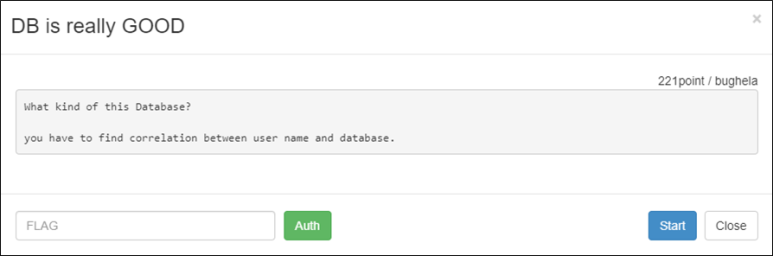 DB is really GOOD
×
221point / bughela
What kind of this Database?
you have to find correlation between user name and database.
FLAG
Auth
Start
Close